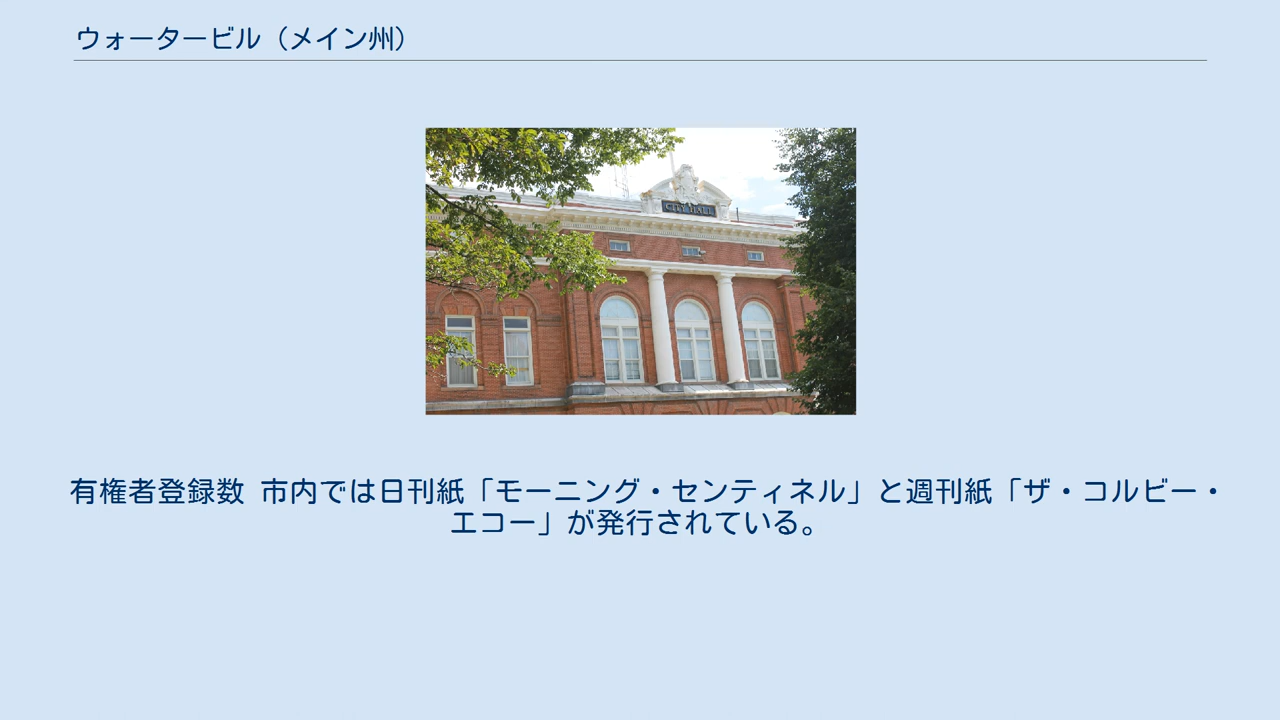 ウォータービル（メイン州）
CITY HALL
有権者登録数 市内では日刊紙「モーニング・センティネル」と週刊紙「ザ・コルビー・
エコー」が発行されている。